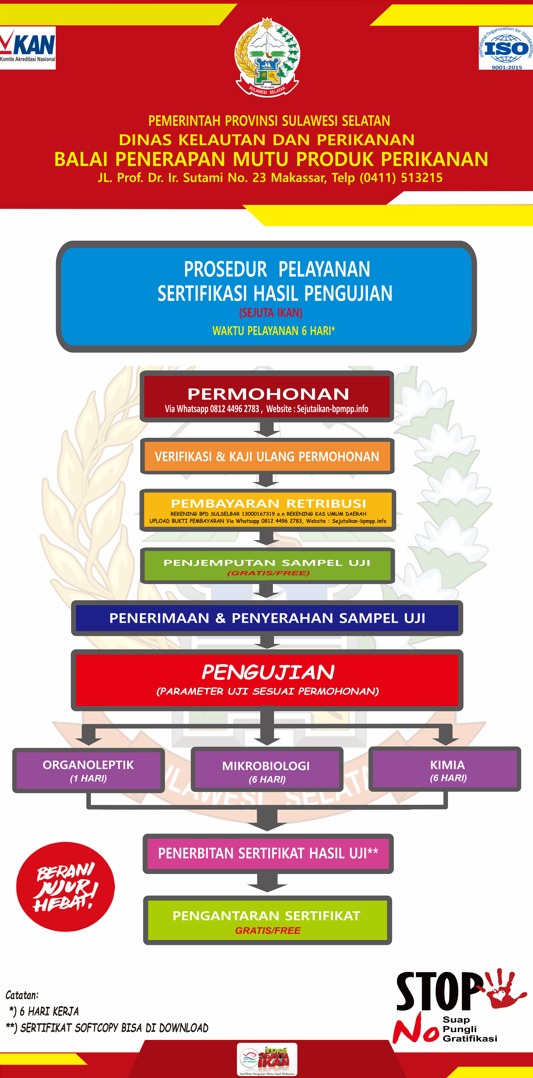 KAN
Komite Akreditasi Nasional
SULAWESI SELATAN
International Organization for Standardization
ISO
9001:2015
PEMERINTAH PROVINSI SULAWESI SELATAN
DINAS KELAUTAN DAN PERIKANAN
BALAI PENERAPAN MUTU PRODUK PERIKANAN
JL. Prof. Dr. Ir. Sutami No. 23 Makassar, Telp (0411) 513215
PROSEDUR PELAYANAN
SERTIFIKASI HASIL PENGUJIAN
(SEJUTA IKAN)
WAKTU PELAYANAN 6 HARI*
PERMOHONAN
Via Whatsapp 0812 4496 2783 , Website : Sejutaikan-bpmpp.info
VERIFIKASI & KAJI ULANG PERMOHONAN
PEMBAYARAN RETRIBUSI
REKENING BPD SULSELBAR 13000167319 a.n REKENING KAS UMUM DAERAH
UPLOAD BUKTI PEMBAYARAN Via Whatsapp 0812 4496 2783, Website : Sejutaikan-bpmpp.info
PENJEMPUTAN SAMPEL UJI
(GRATIS/FREE)
PENERIMAAN & PENYERAHAN SAMPEL UJI
PENGUJIAN
(PARAMETER UJI SESUAI PERMOHONAN)
ORGANOLEPTIK
(1 HARI)
MIKROBIOLOGI
(6 HARI)
KIMIA
(6 HARI)
SULAWESI SELATAN
PENERBITAN SERTIFIKAT HASIL UJI**
BERANI
JUJUR!
HEBAT!
PENGANTARAN SERTIFIKAT
GRATIS/FREE
Catatan:
*) 6 HARI KERJA
**) SERTIFIKAT SOFTCOPY BISA DI DOWNLOAD
STOP
No
Suap
Pungli
Gratifikasi
IKAN